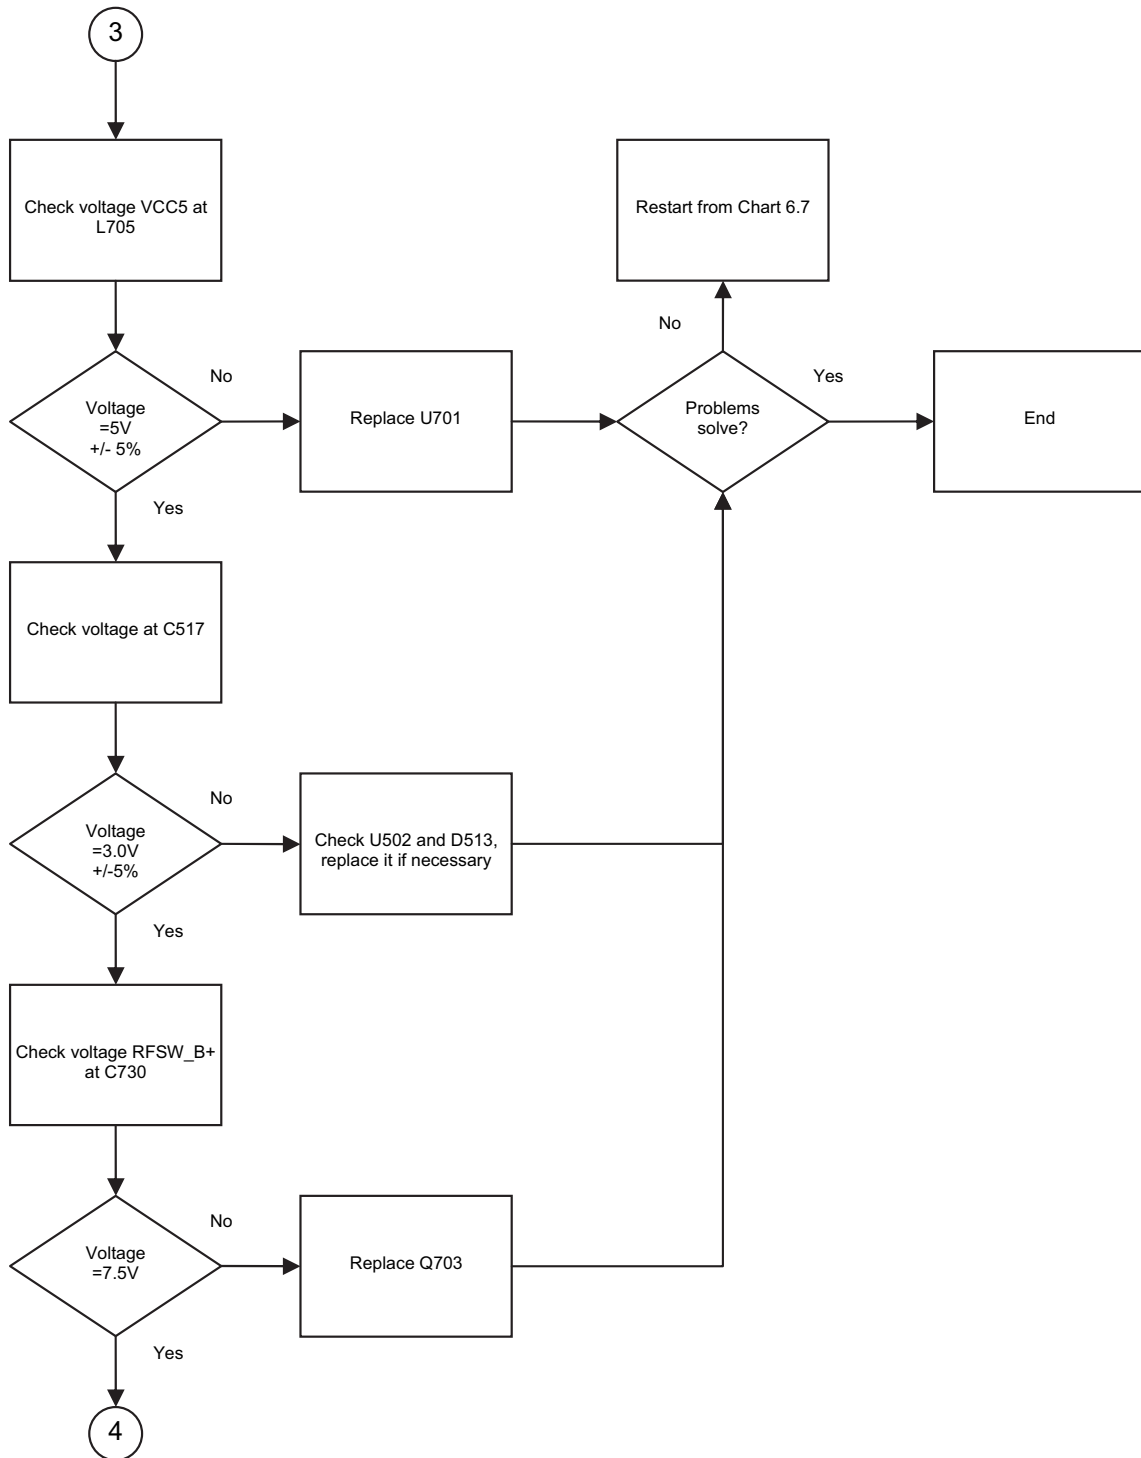 3
Check voltage VCC5 at
L705
Restart from Chart 6.7
No
No
Yes
Voltage
=5V
+/- 5%
Replace U701
Problems
solve?
End
Yes
Check voltage at C517
No
Voltage
=3.0V
+/-5%
Check U502 and D513,
replace it if necessary
Yes
Check voltage RFSW_B+
at C730
No
Voltage
=7.5V
Replace Q703
Yes
4